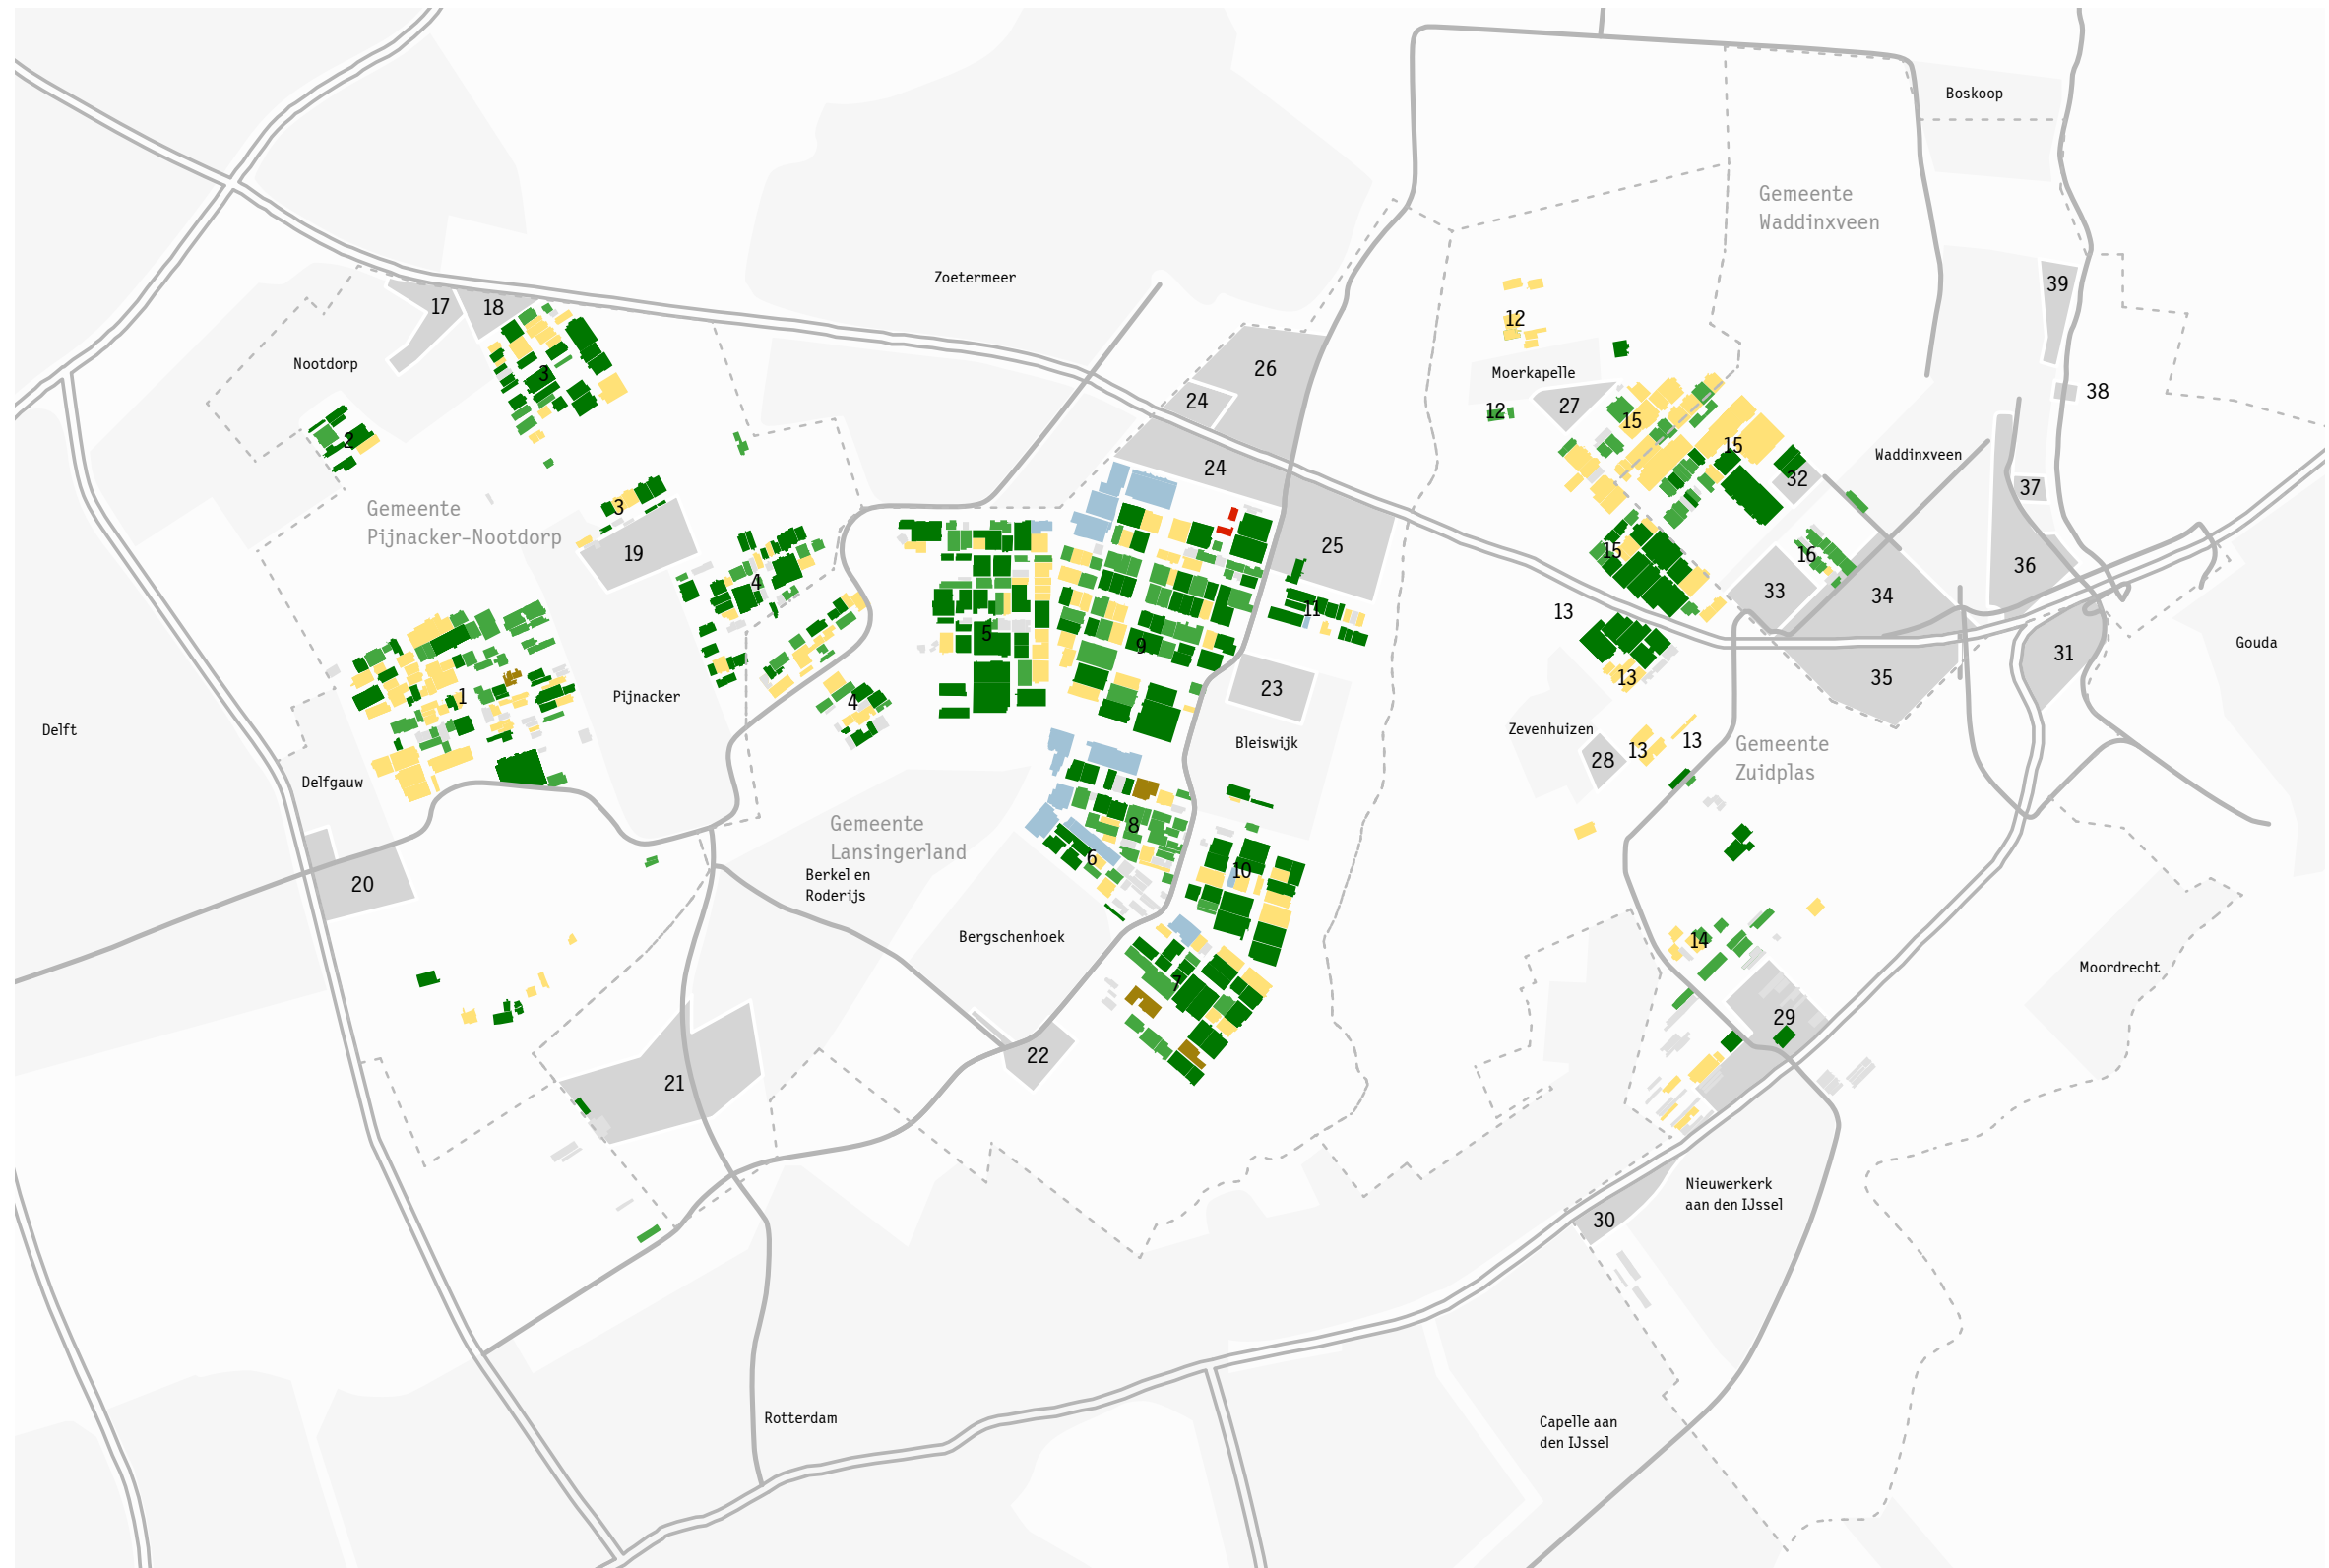 Boskoop
Gemeente
Waddinxveen
Zoetermeer
39
17
18
12
Nootdorp
26
3
Moerkapelle
38
24
27
12
15
2
15
Waddinxveen
24
32
37
3
Gemeente
Pijnacker-Nootdorp
25
19
15
16
36
4
33
34
11
13
5
9
Gouda
31
1
Pijnacker
23
13
35
4
Delft
Zevenhuizen
Bleiswijk
13
13
Gemeente
Zuidplas
28
Delfgauw
Gemeente
Lansingerland
8
6
10
Berkel en
Roderijs
20
Bergschenhoek
14
Moordrecht
7
29
22
21
Nieuwerkerk
aan den IJssel
30
Rotterdam
Capelle aan
den IJssel